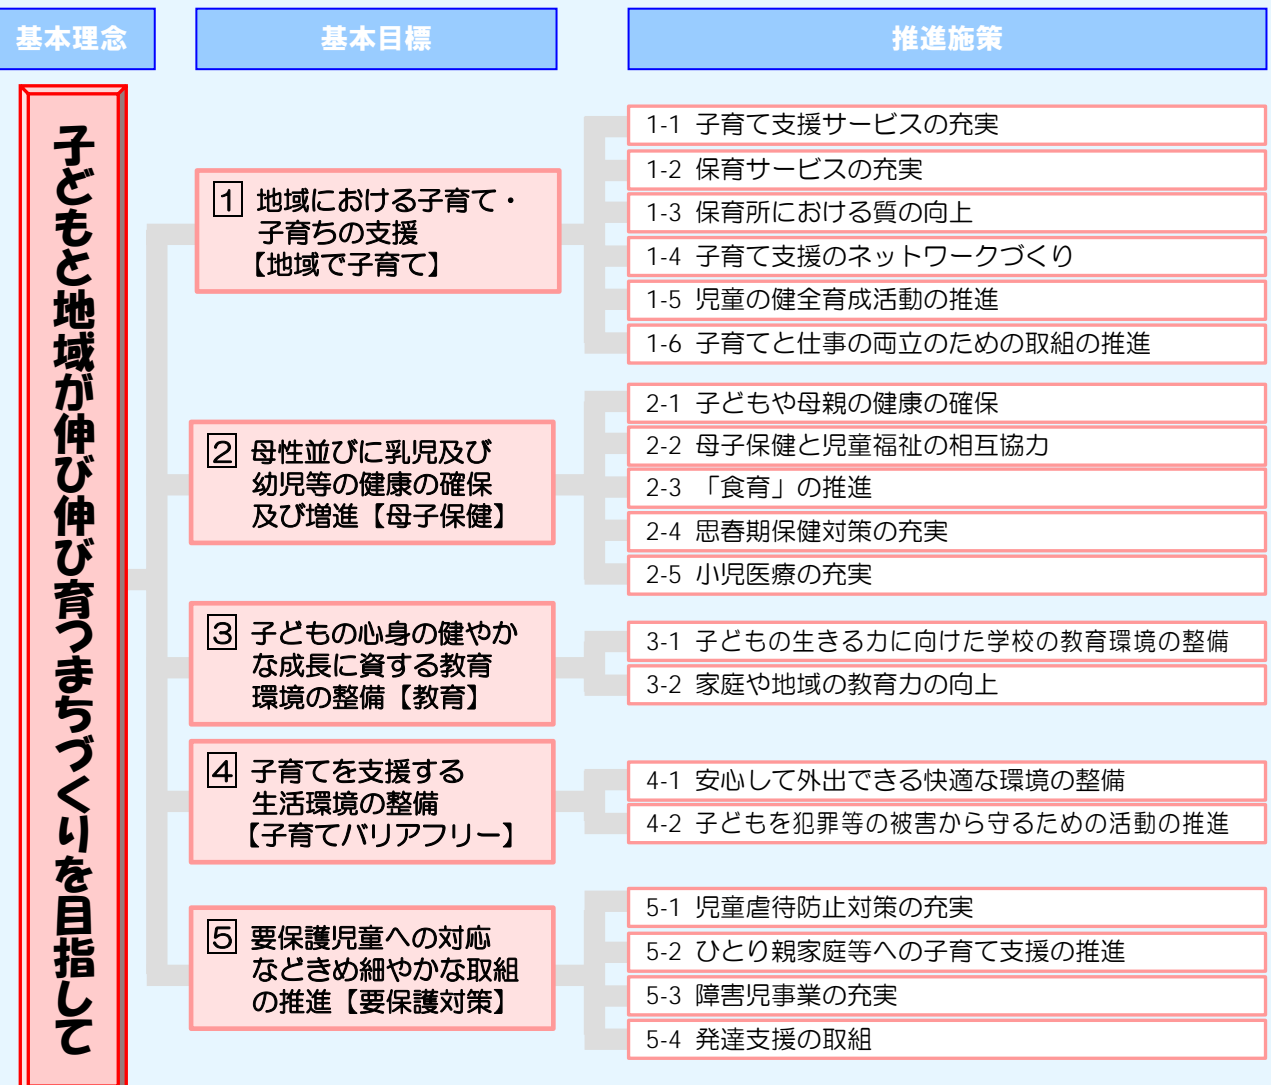 基本理念
基本目標
推進施策
子どもと地域が伸び伸び育つまちづくりを目指して
1 地域における子育て・
子育ちの支援
【地域で子育て】
1-1 子育て支援サービスの充実
1-2 保育サービスの充実
1-3 保育所における質の向上
1-4 子育て支援のネットワークづくり
1-5 児童の健全育成活動の推進
1-6 子育てと仕事の両立のための取組の推進
2 母性並びに乳児及び
幼児等の健康の確保
及び増進【母子保健】
2-1 子どもや母親の健康の確保
2-2 母子保健と児童福祉の相互協力
2-3 「食育」の推進
2-4 思春期保健対策の充実
2-5 小児医療の充実
3 子どもの心身の健やか
な成長に資する教育
環境の整備【教育】
3-1 子どもの生きる力に向けた学校の教育環境の整備
3-2 家庭や地域の教育力の向上
4 子育てを支援する
生活環境の整備
【子育てバリアフリー】
4-1 安心して外出できる快適な環境の整備
4-2 子どもを犯罪等の被害から守るための活動の推進
5 要保護児童への対応
などきめ細やかな取組
の推進【要保護対策】
5-1 児童虐待防止対策の充実
5-2 ひとり親家庭等への子育て支援の推進
5-3 障害児事業の充実
5-4 発達支援の取組